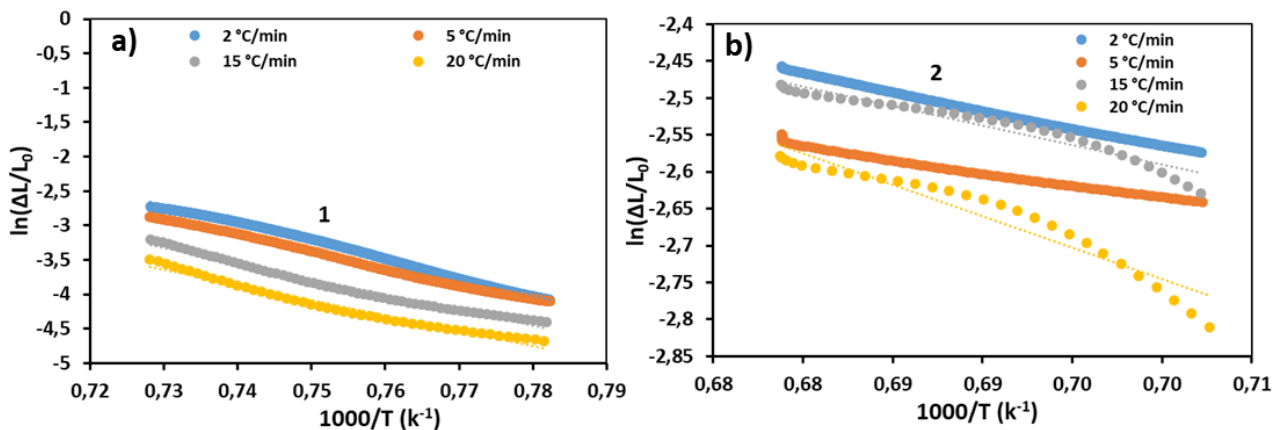 a)
2 °C/min
5 °C/min
15 °C/min
20 °C/min
1
ln(ΔL/L₀)
0
-0,5
-1
-1,5
-2
-2,5
-3
-3,5
-4
-4,5
-5
0,72
0,73
0,74
0,75
0,76
0,77
0,78
0,79
1000/T (k⁻¹)
b)
2 °C/min
5 °C/min
15 °C/min
20 °C/min
2
ln(ΔL/L₀)
-2,4
-2,45
-2,5
-2,55
-2,6
-2,65
-2,7
-2,75
-2,8
-2,85
0,68
0,68
0,69
0,69
0,70
0,70
0,71
1000/T (k⁻¹)